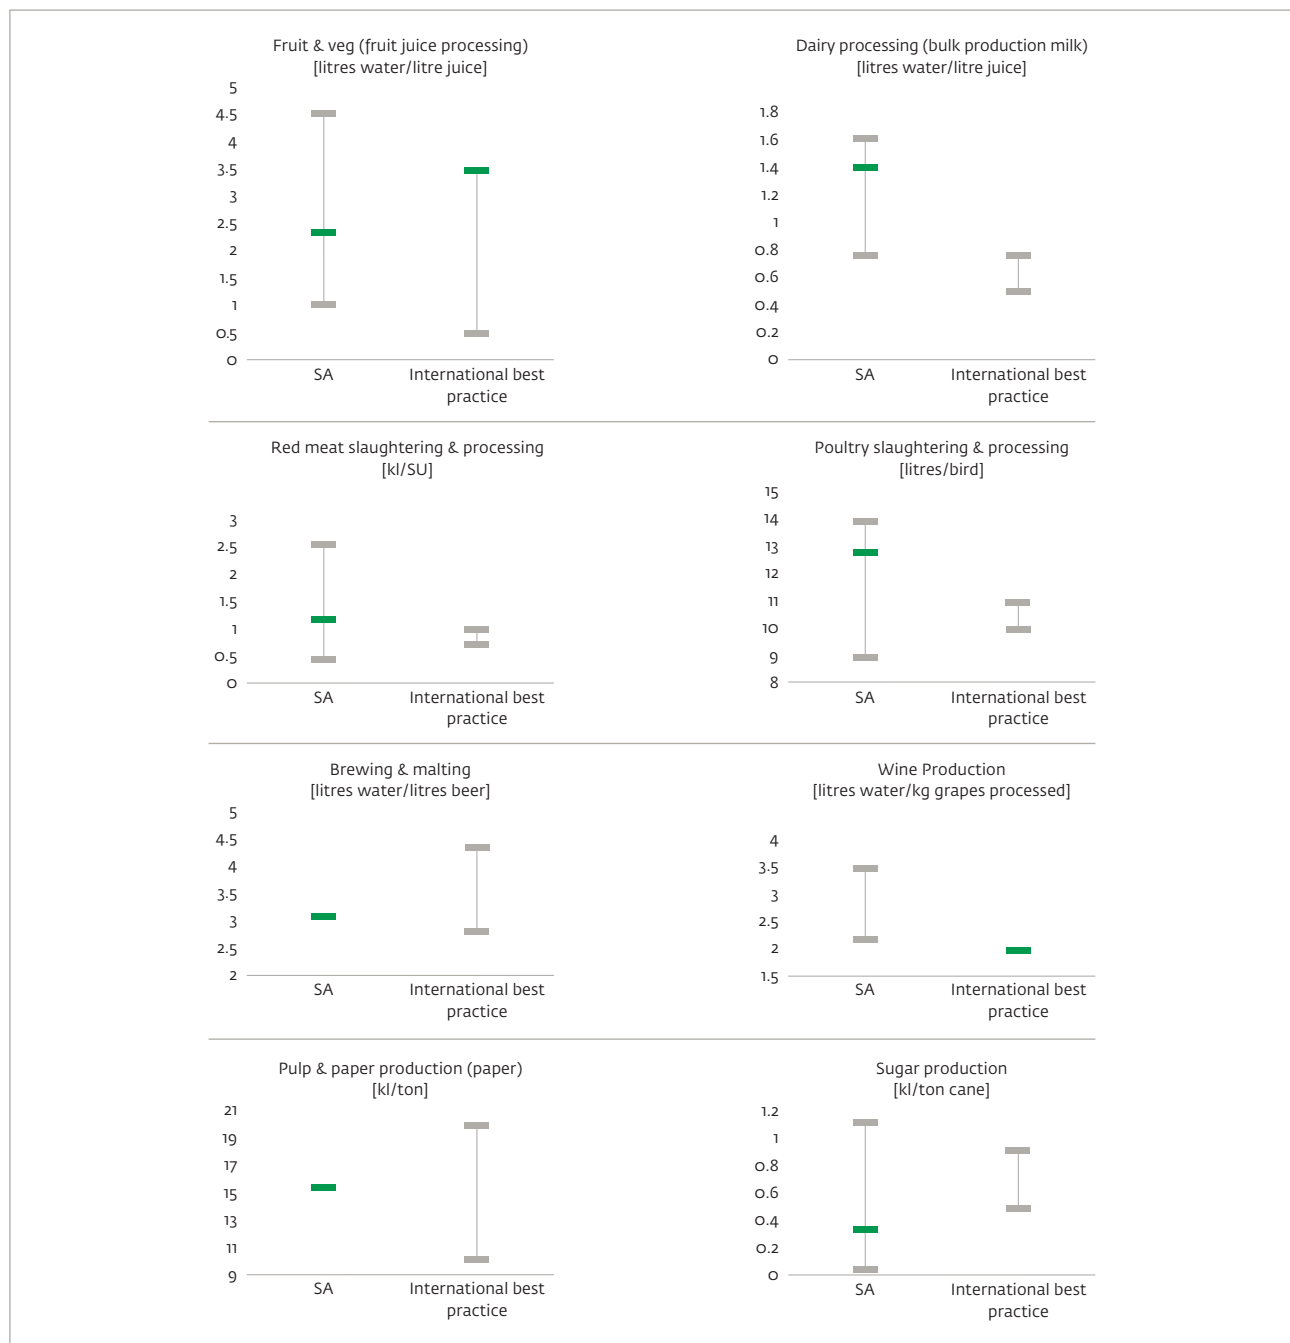 Fruit & veg (fruit juice processing)
[litres water/litre juice]
5
4.5
4
3.5
3
2.5
2
1.5
1
0.5
0
SA
International best
practice
Dairy processing (bulk production milk)
[litres water/litre juice]
1.8
1.6
1.4
1.2
1
0.8
0.6
0.4
0.2
0
SA
International best
practice
Red meat slaughtering & processing
[kl/SU]
3
2.5
2
1.5
1
0.5
0
SA
International best
practice
Poultry slaughtering & processing
[litres/bird]
15
14
13
12
11
10
9
8
SA
International best
practice
Brewing & malting
[litres water/litres beer]
5
4.5
4
3.5
3
2.5
2
SA
International best
practice
Wine Production
[litres water/kg grapes processed]
4
3.5
3
2.5
2
1.5
SA
International best
practice
Pulp & paper production (paper)
[kl/ton]
21
19
17
15
13
11
9
SA
International best
practice
Sugar production
[kl/ton cane]
1.2
1
0.8
0.6
0.4
0.2
0
SA
International best
practice